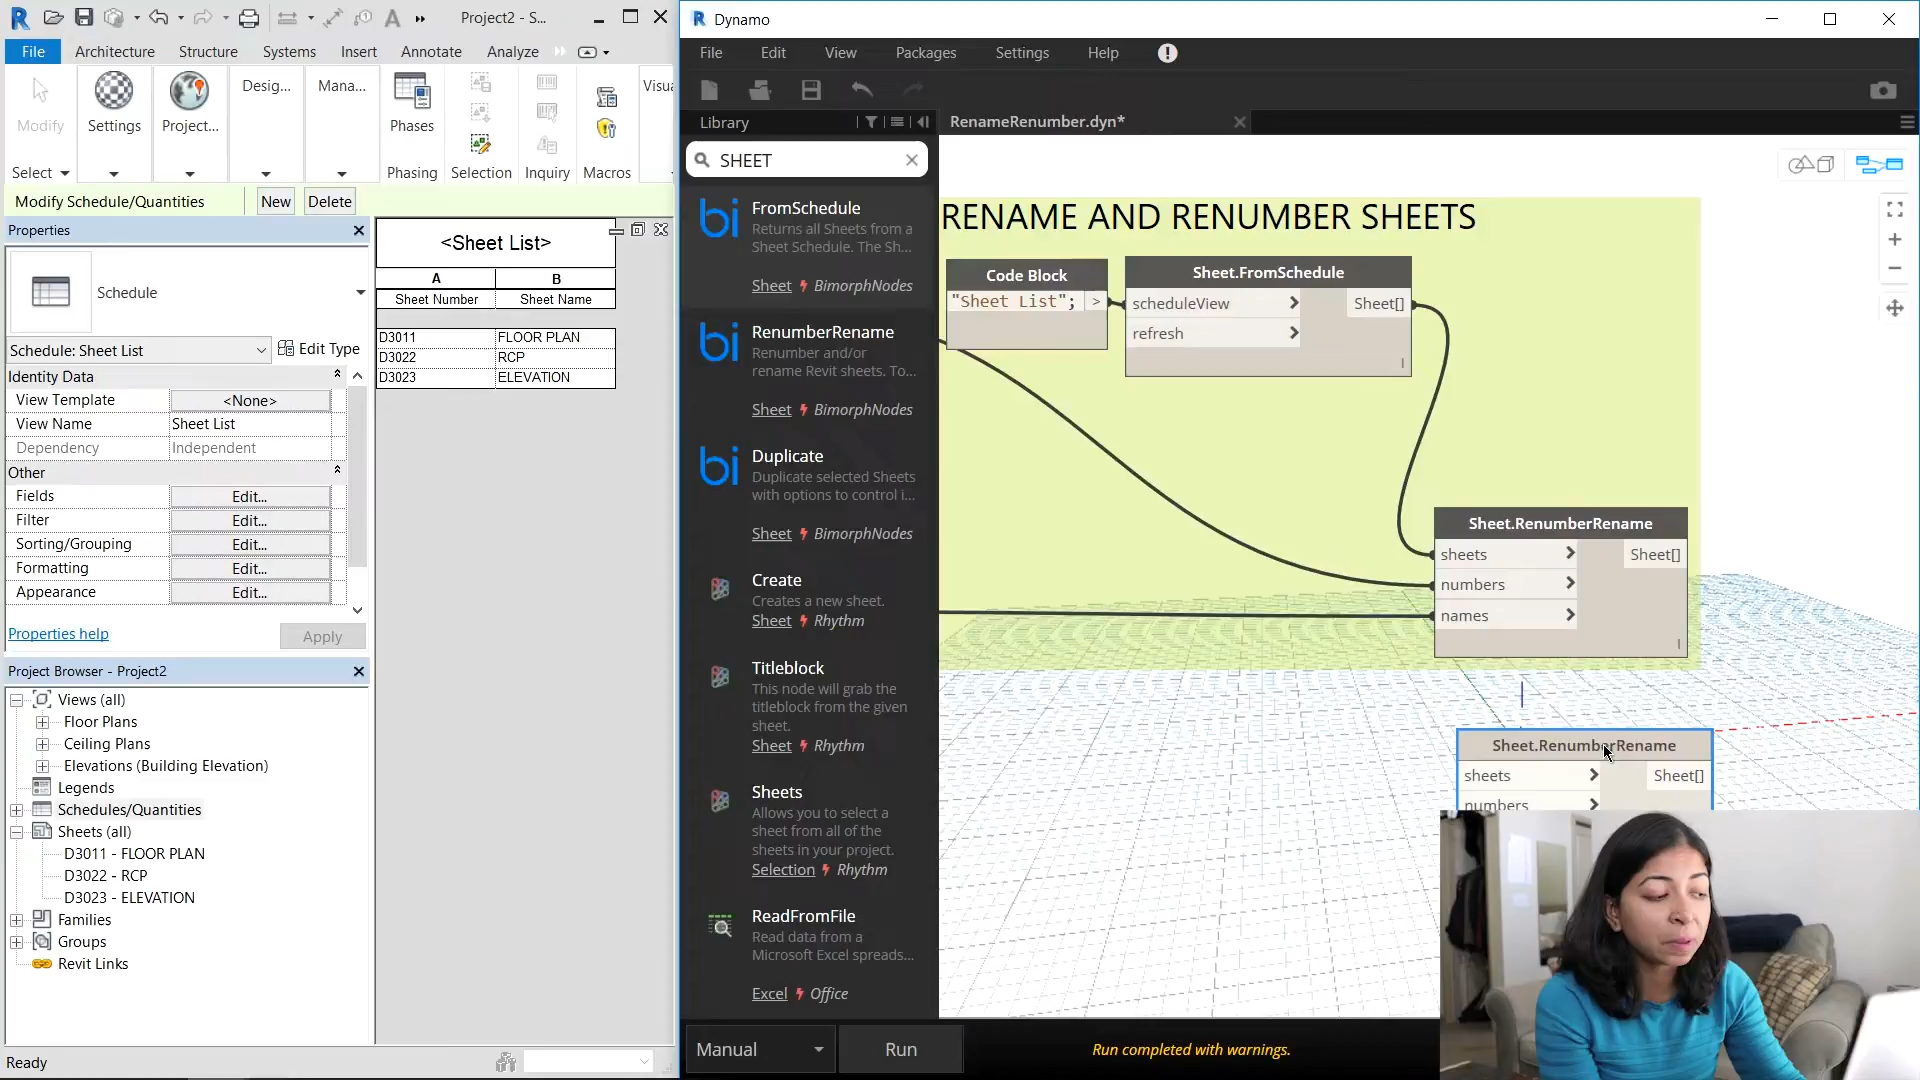 Project2 - S...
File
Architecture
Structure
Systems
Insert
Annotate
Analyze
Modify
Settings
Project...
Desig...
Mana...
Phases
Visua
Select
Phasing
Selection
Inquiry
Macros
Modify Schedule/Quantities
New
Delete
Properties
Schedule
Schedule: Sheet List
Edit Type
Identity Data
View Template
<None>
View Name
Sheet List
Dependency
Independent
Other
Fields
Edit...
Filter
Edit...
Sorting/Grouping
Edit...
Formatting
Edit...
Appearance
Edit...
Properties help
Apply
Project Browser - Project2
Views (all)
Floor Plans
Ceiling Plans
Elevations (Building Elevation)
Legends
Schedules/Quantities
Sheets (all)
D3011 - FLOOR PLAN
D3022 - RCP
D3023 - ELEVATION
Families
Groups
Revit Links
Ready
<Sheet List>
A B
Sheet Number Sheet Name
D3011 FLOOR PLAN
D3022 RCP
D3023 ELEVATION
Dynamo
File
Edit
View
Packages
Settings
Help
Library
RenameRenumber.dyn*
SHEET
FromSchedule
Returns all Sheets from a
Sheet Schedule. The Sh...
Sheet BimorphNodes
RenumberRename
Renumber and/or
rename Revit sheets. To...
Sheet BimorphNodes
Duplicate
Duplicate selected Sheets
with options to control i...
Sheet BimorphNodes
Create
Creates a new sheet.
Sheet Rhythm
Titleblock
This node will grab the
titleblock from the given
sheet.
Sheet Rhythm
Sheets
Allows you to select a
sheet from all of the
sheets in your project.
Selection Rhythm
ReadFromFile
Read data from a
Microsoft Excel spreads...
Excel Office
RENAME AND RENUMBER SHEETS
Code Block
"Sheet List"; >
Sheet.FromSchedule
scheduleView
Sheet[]
refresh
Sheet.RenumberRename
sheets
Sheet[]
numbers
names
Sheet.RenumberRename
sheets
Sheet[]
numbers
Manual
Run
Run completed with warnings.